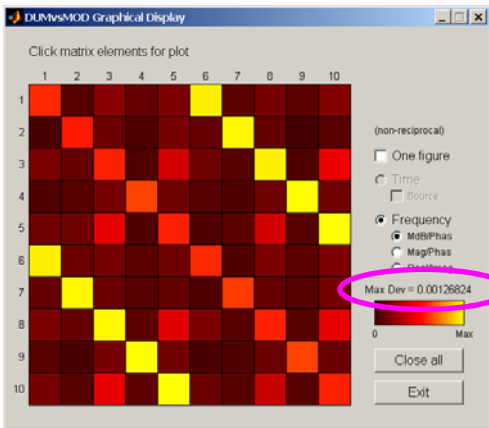 DUMvsMOD Graphical Display
Click matrix elements for plot
1 2 3 4 5 6 7 8 9 10
1
2
3
4
5
6
7
8
9
10
(non-reciprocal)
One figure
Time
Source
Frequency
MdB/Phas
Mag/Phas
Max Dev = 0.00126824
0 Max
Close all
Exit